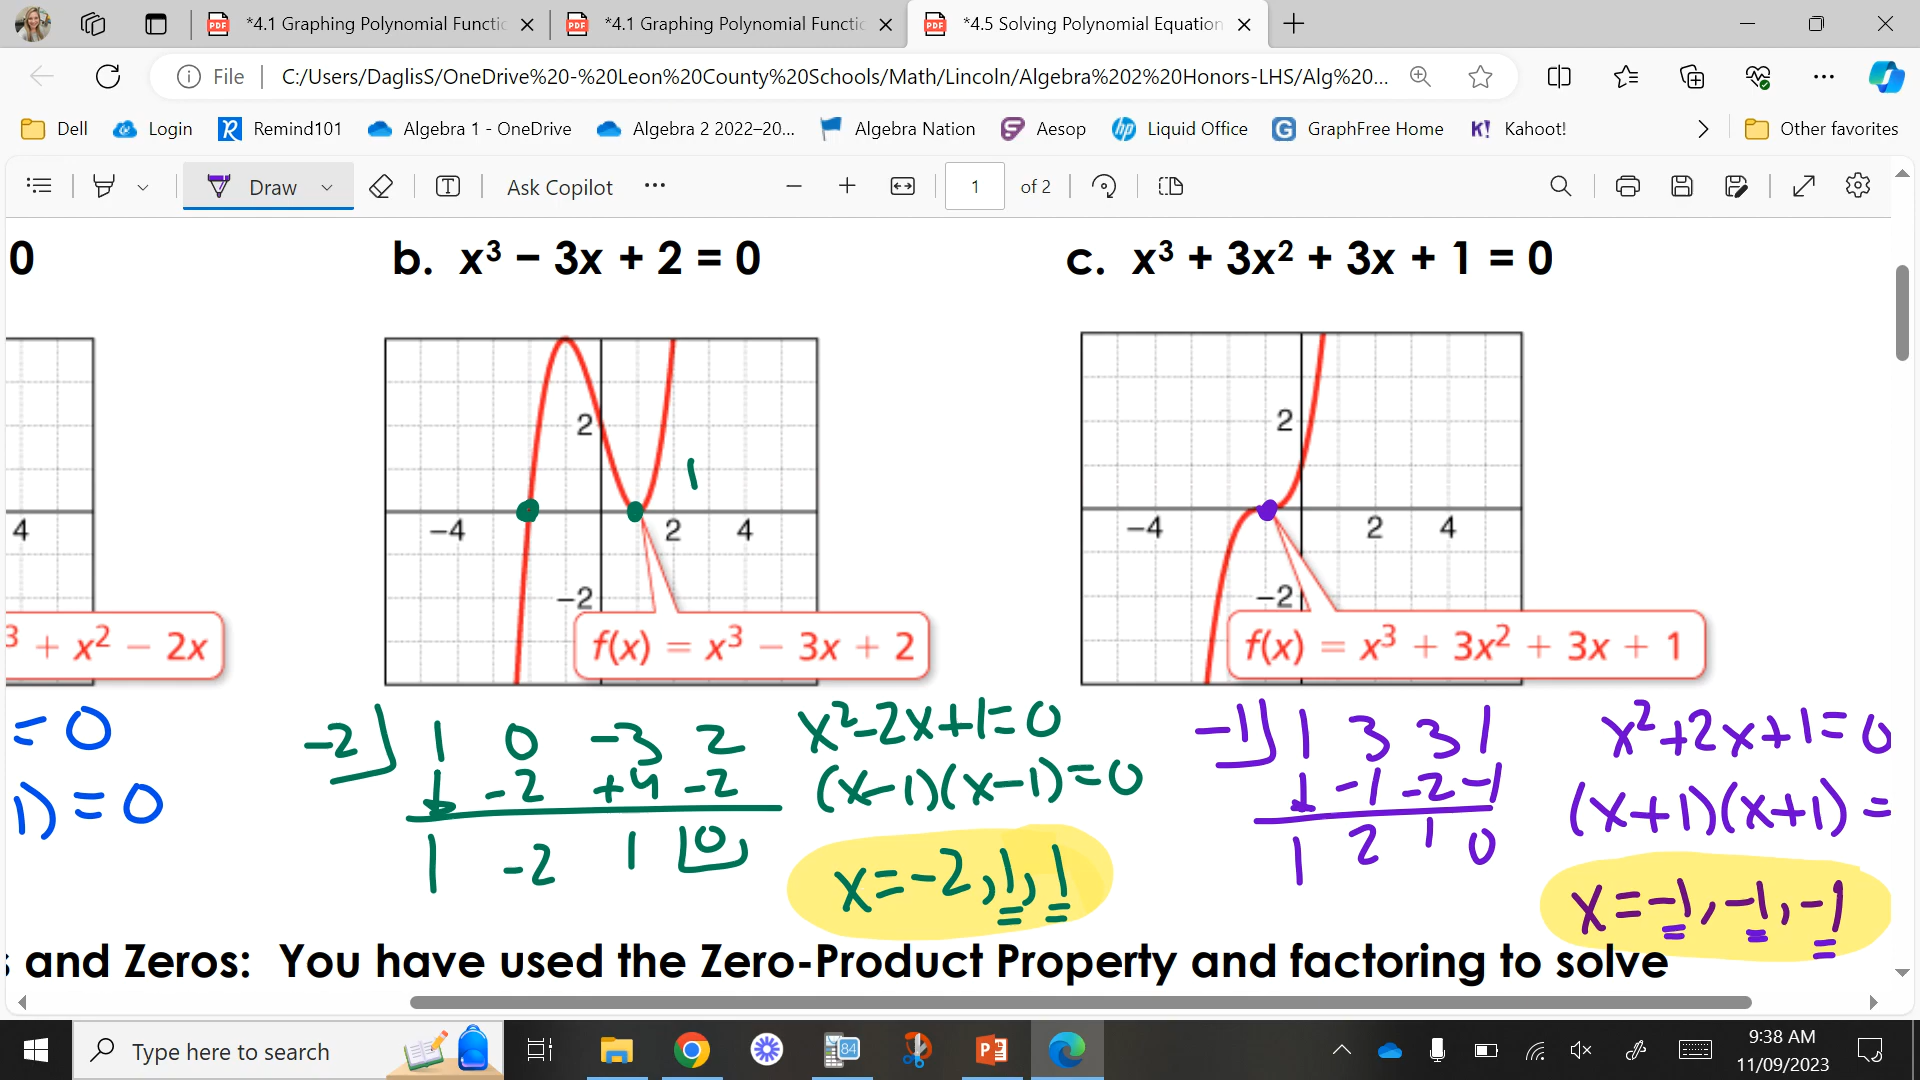 *4.1 Graphing Polynomial Functic
*4.1 Graphing Polynomial Functic
*4.5 Solving Polynomial Equation
File
C:/Users/DaglisS/OneDrive%20-%20Leon%20County%20Schools/Math/Lincoln/Algebra%202%20Honors-LHS/Alg%20...
Dell
Login
Remind101
Algebra 1 - OneDrive
Algebra 2 2022–20...
Algebra Nation
Aesop
Liquid Office
GraphFree Home
Kahoot!
Other favorites
Draw
Ask Copilot
1
of 2
0
b. x³ − 3x + 2 = 0
c. x³ + 3x² + 3x + 1 = 0
4
2
−4
2
4
−2
1
2
−4
2
4
−2
³ + x² − 2x
f(x) = x³ − 3x + 2
f(x) = x³ + 3x² + 3x + 1
= 0
1) = 0
-2 1 0 -3 2
↓ -2 +4 -2
1 -2 1 0
x²-2x+1=0
(x-1)(x-1)=0
x=-2,1,1
-1 1 3 3 1
↓ -1 -2 -1
1 2 1 0
x²+2x+1=0
(x+1)(x+1)=
x=-1,-1,-1
and Zeros: You have used the Zero-Product Property and factoring to solve
Type here to search
84
9:38 AM
11/09/2023